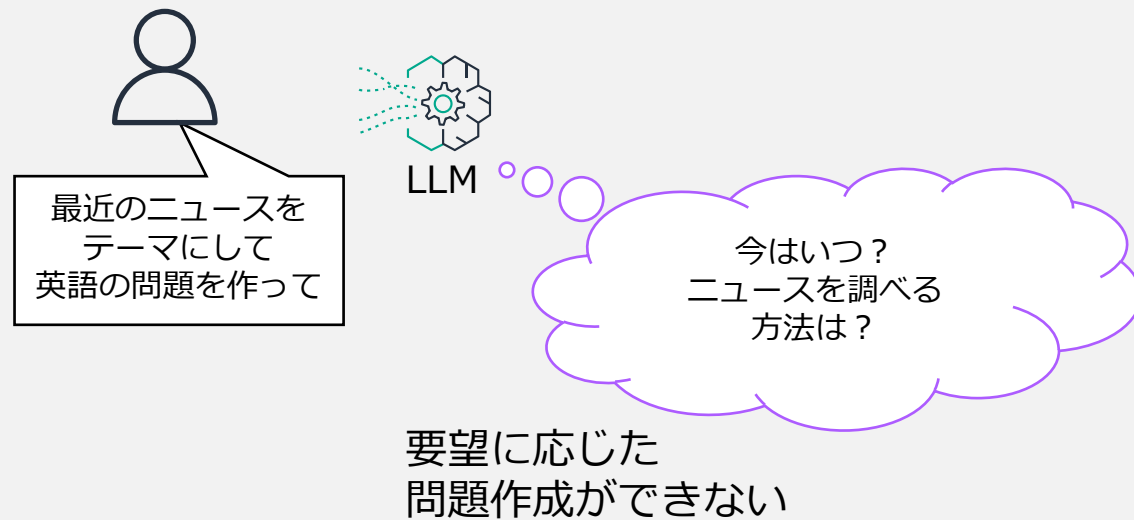 最近のニュースを
テーマにして
英語の問題を作って
LLM
今はいつ？
ニュースを調べる
方法は？
要望に応じた
問題作成ができない